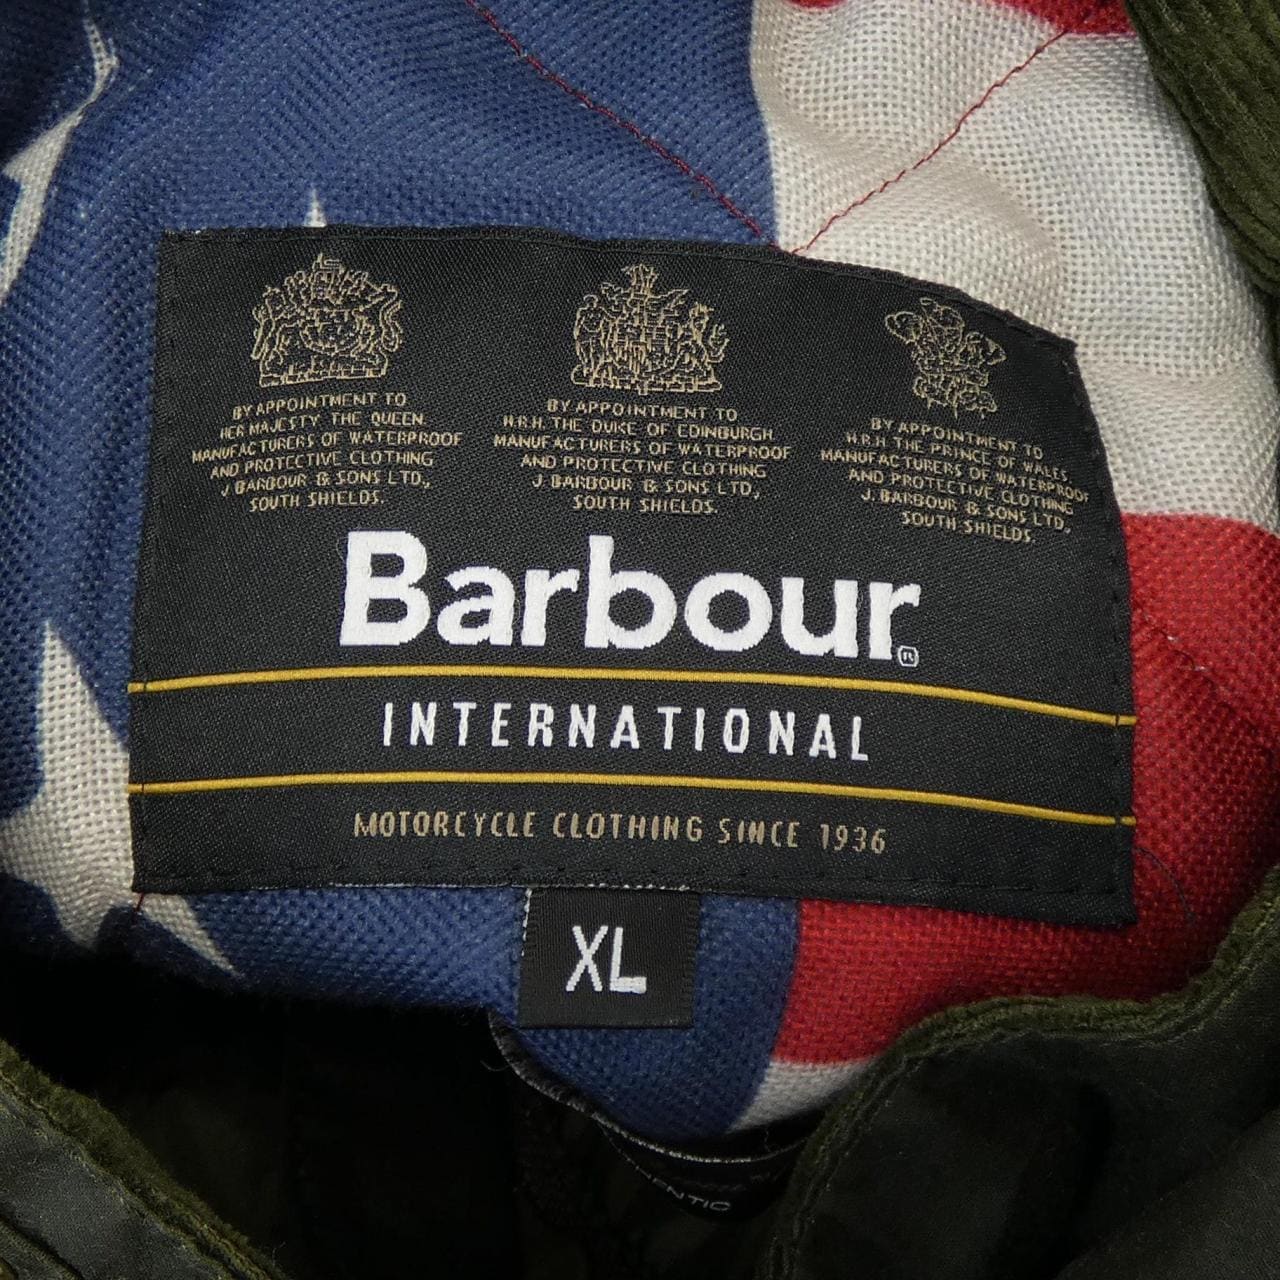 BY APPOINTMENT TO
HER MAJESTY THE QUEEN
MANUFACTURERS OF WATERPROOF
AND PROTECTIVE CLOTHING
J. BARBOUR & SONS LTD.,
SOUTH SHIELDS.
BY APPOINTMENT TO
H.R.H. THE DUKE OF EDINBURGH
MANUFACTURERS OF WATERPROOF
AND PROTECTIVE CLOTHING
J. BARBOUR & SONS LTD.,
SOUTH SHIELDS.
BY APPOINTMENT TO
H.R.H. THE PRINCE OF WALES.
MANUFACTURERS OF WATERPROOF
AND PROTECTIVE CLOTHING
J. BARBOUR & SONS LTD.,
SOUTH SHIELDS.
Barbour®
INTERNATIONAL
MOTORCYCLE CLOTHING SINCE 1936
XL